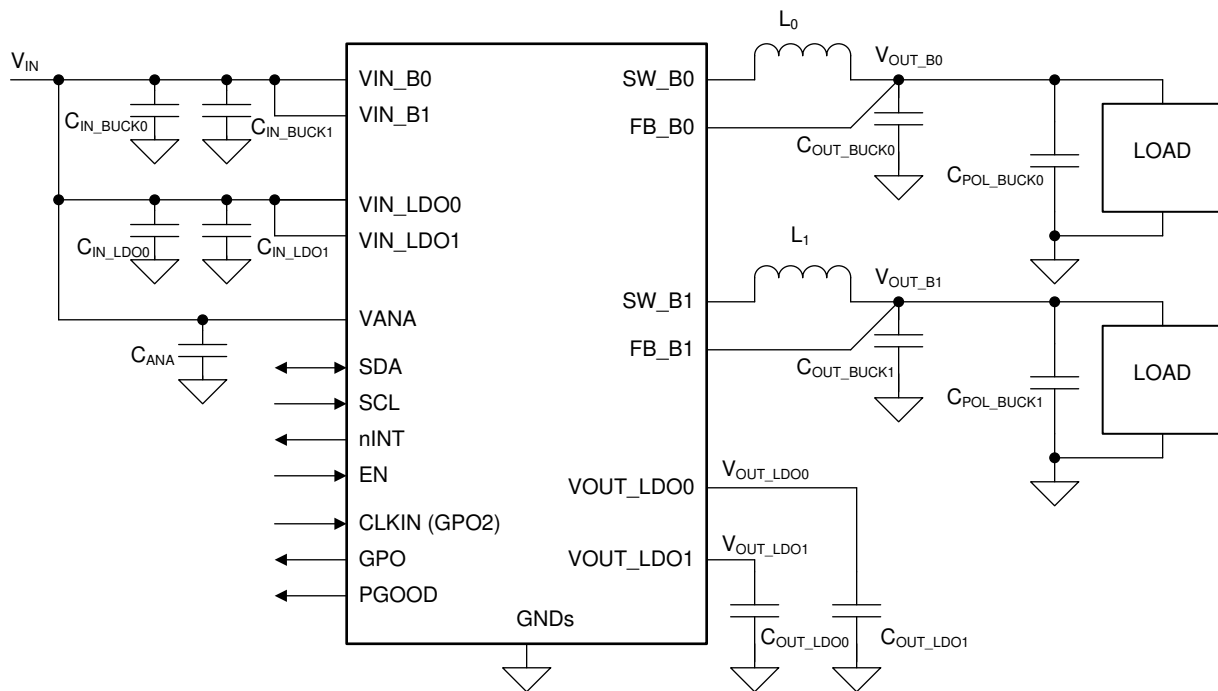 L0
VIN
VOUT_B0
VIN_B0
SW_B0
VIN_B1
FB_B0
CIN_BUCK0
CIN_BUCK1
COUT_BUCK0
LOAD
CPOL_BUCK0
VIN_LDO0
VIN_LDO1
CIN_LDO0
CIN_LDO1
L1
VOUT_B1
SW_B1
VANA
FB_B1
CANA
COUT_BUCK1
LOAD
CPOL_BUCK1
SDA
SCL
nINT
EN
VOUT_LDO0
VOUT_LDO0
CLKIN (GPO2)
GPO
VOUT_LDO1
VOUT_LDO1
PGOOD
GNDs
COUT_LDO0
COUT_LDO1